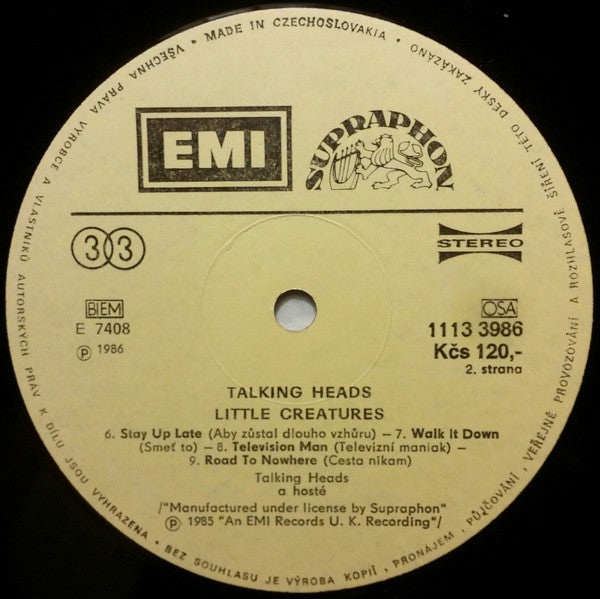 VŠECHNA PRÁVA VÝROBCE A VLASTNÍKŮ AUTORSKÝCH PRÁV K DÍLU JSOU VYHRAZENA • BEZ SOUHLASU JE VÝROBA KOPIÍ, PRONÁJEM, PŮJČOVÁNÍ, VEŘEJNÉ PROVOZOVÁNÍ A ROZHLASOVÉ ŠÍŘENÍ TÉTO DESKY ZAKÁZÁNO • MADE IN CZECHOSLOVAKIA •
EMI
SUPRAPHON
33
STEREO
BIEM
OSA
E 7408
1113 3986
Ⓟ 1986
Kčs 120,-
2. strana
TALKING HEADS
LITTLE CREATURES
6. Stay Up Late (Aby zůstal dlouho vzhůru) – 7. Walk It Down
(Smeť to) – 8. Television Man (Televizní maniak) –
9. Road To Nowhere (Cesta nikam)
Talking Heads
a hosté
/"Manufactured under license by Supraphon"
Ⓟ 1985 "An EMI Records U. K. Recording"/